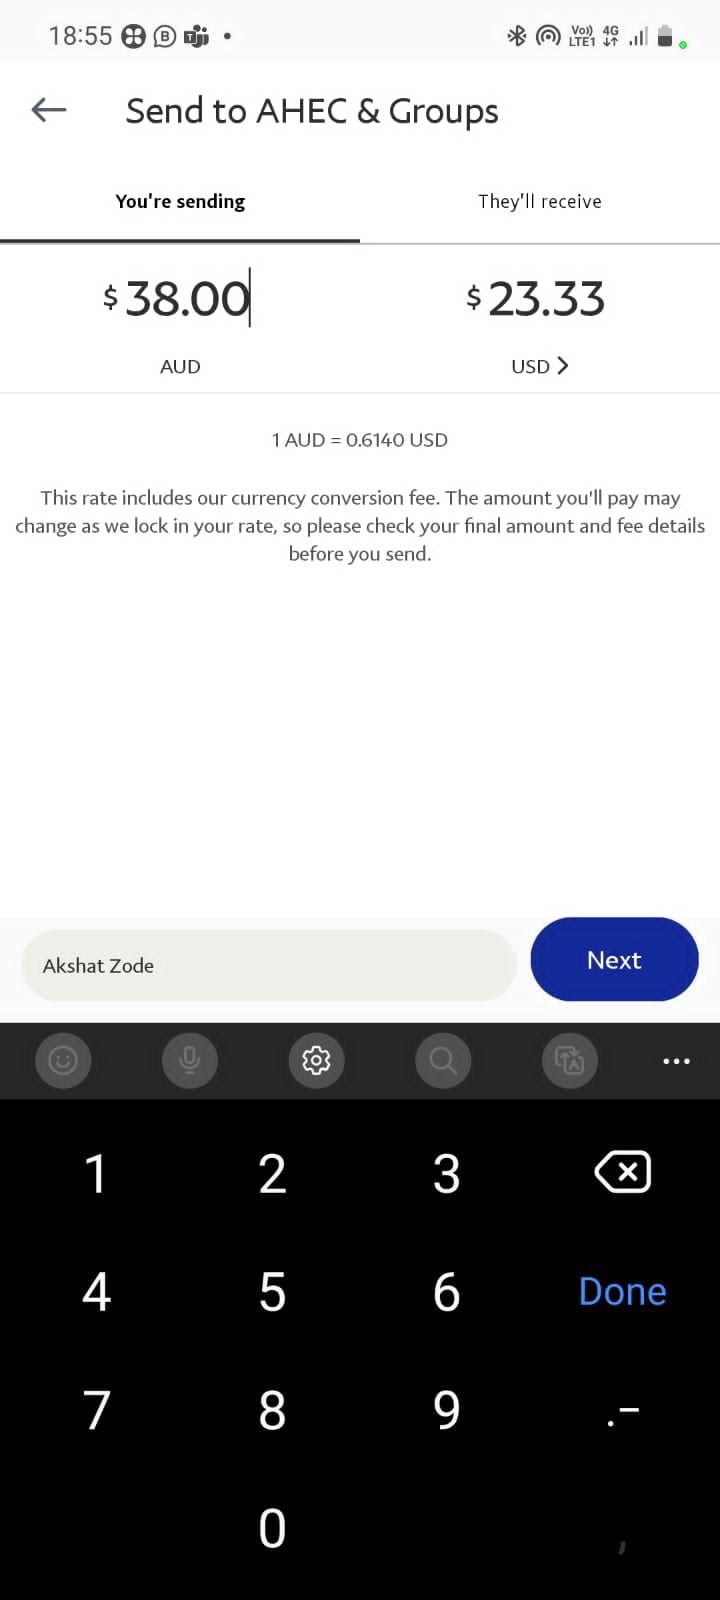 18:55
Vo)) 4G
LTE1
Send to AHEC & Groups
You're sending They'll receive
$38.00 $23.33
AUD USD
1 AUD = 0.6140 USD
This rate includes our currency conversion fee. The amount you'll pay may
change as we lock in your rate, so please check your final amount and fee details
before you send.
Akshat Zode Next
1 2 3
4 5 6 Done
7 8 9 .-
0 ,